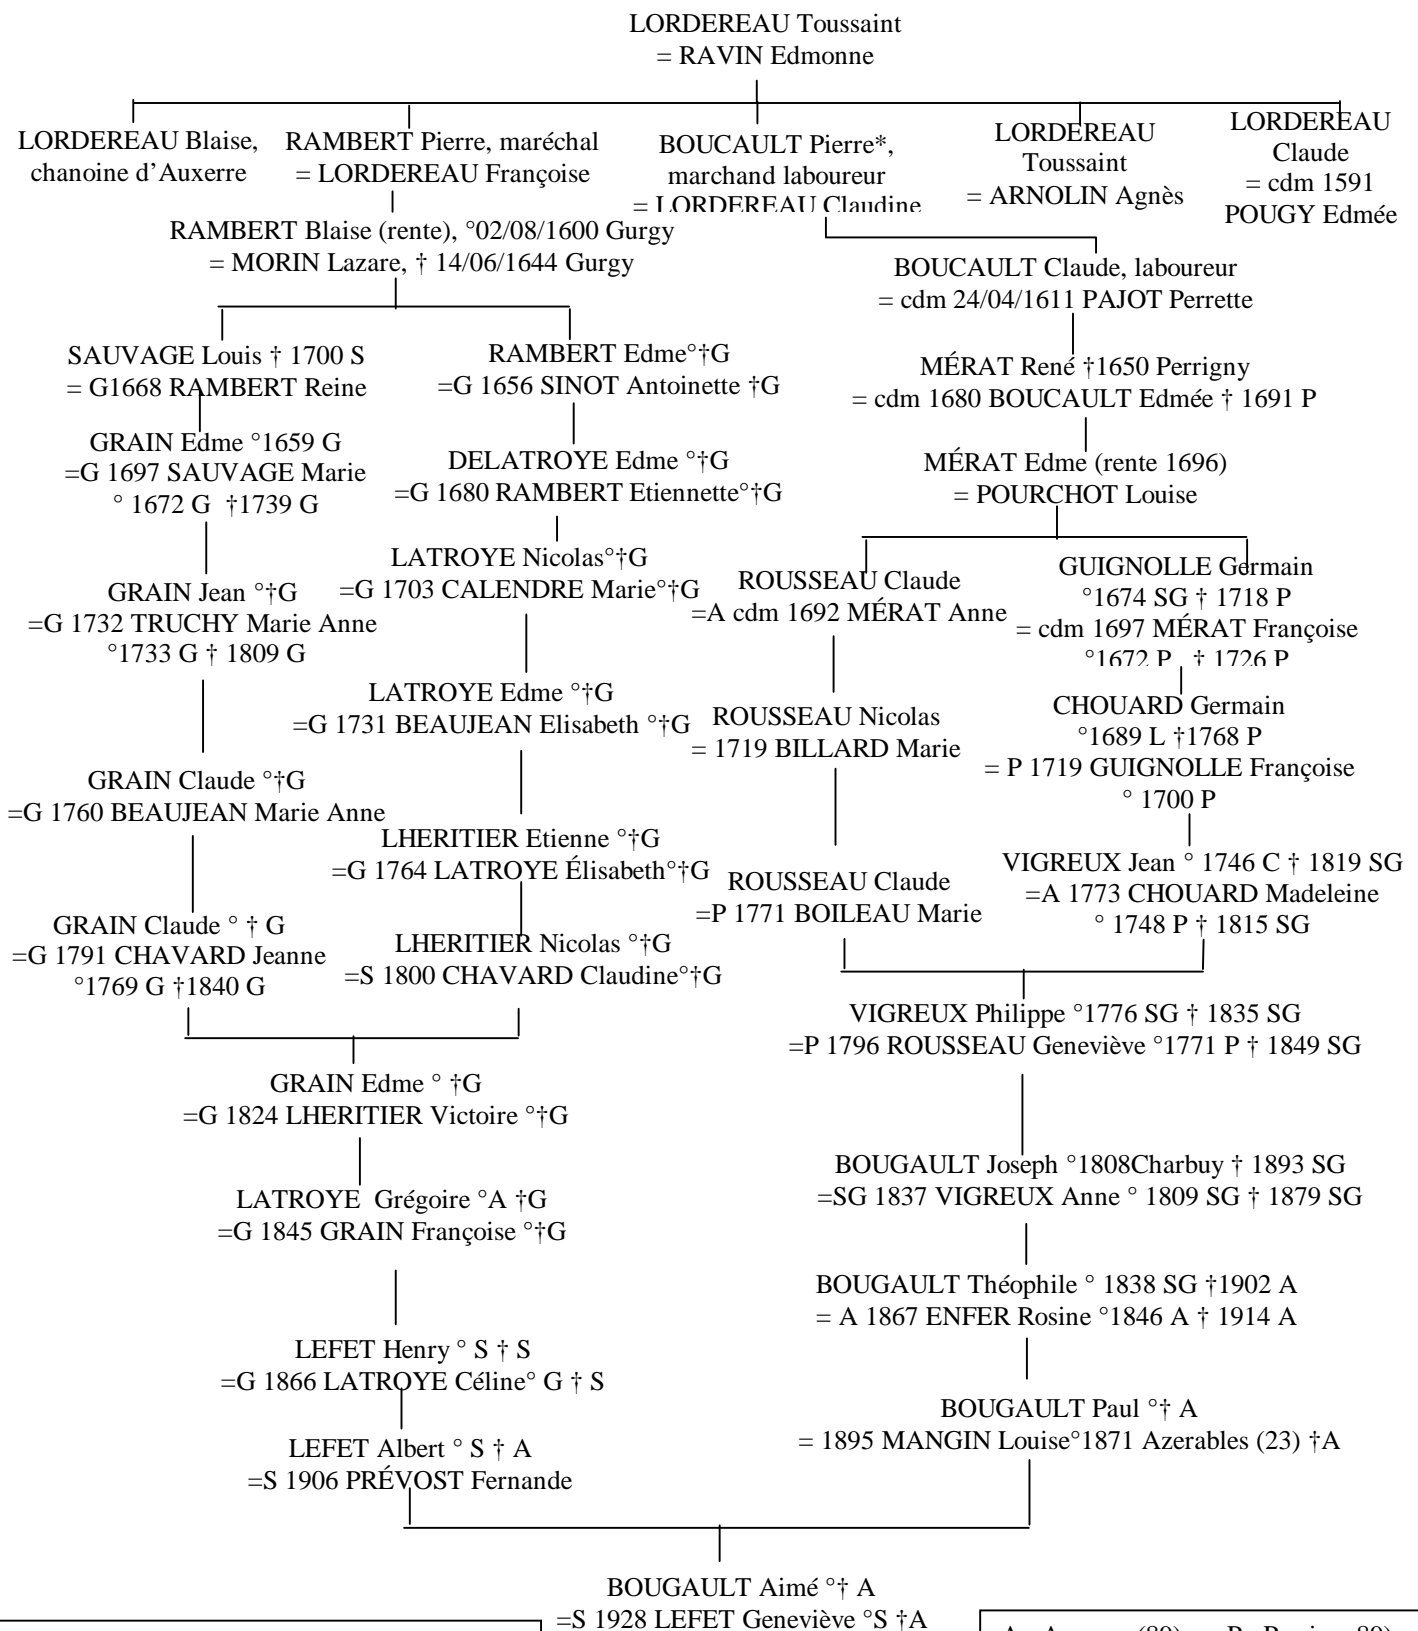 LORDEREAU Toussaint
= RAVIN Edmonne
LORDEREAU Blaise,
chanoine d'Auxerre
RAMBERT Pierre, maréchal
= LORDEREAU Françoise
BOUCAULT Pierre*,
marchand laboureur
= LORDEREAU Claudine
LORDEREAU
Toussaint
= ARNOLIN Agnès
LORDEREAU
Claude
= cdm 1591
POUGY Edmée
RAMBERT Blaise (rente), °02/08/1600 Gurgy
= MORIN Lazare, † 14/06/1644 Gurgy
BOUCAULT Claude, laboureur
= cdm 24/04/1611 PAJOT Perrette
SAUVAGE Louis † 1700 S
= G1668 RAMBERT Reine
RAMBERT Edme°†G
=G 1656 SINOT Antoinette †G
MÉRAT René †1650 Perrigny
= cdm 1680 BOUCAULT Edmée † 1691 P
GRAIN Edme °1659 G
=G 1697 SAUVAGE Marie
° 1672 G †1739 G
DELATROYE Edme °†G
=G 1680 RAMBERT Etiennette°†G
MÉRAT Edme (rente 1696)
= POURCHOT Louise
GRAIN Jean °†G
=G 1732 TRUCHY Marie Anne
°1733 G † 1809 G
LATROYE Nicolas°†G
=G 1703 CALENDRE Marie°†G
ROUSSEAU Claude
=A cdm 1692 MÉRAT Anne
GUIGNOLLE Germain
°1674 SG † 1718 P
= cdm 1697 MÉRAT Françoise
°1672 P † 1726 P
LATROYE Edme °†G
=G 1731 BEAUJEAN Elisabeth °†G
ROUSSEAU Nicolas
= 1719 BILLARD Marie
CHOUARD Germain
°1689 L †1768 P
= P 1719 GUIGNOLLE Françoise
° 1700 P
GRAIN Claude °†G
=G 1760 BEAUJEAN Marie Anne
LHERITIER Etienne °†G
=G 1764 LATROYE Élisabeth°†G
ROUSSEAU Claude
=P 1771 BOILEAU Marie
VIGREUX Jean ° 1746 C † 1819 SG
=A 1773 CHOUARD Madeleine
° 1748 P † 1815 SG
GRAIN Claude ° † G
=G 1791 CHAVARD Jeanne
°1769 G †1840 G
LHERITIER Nicolas °†G
=S 1800 CHAVARD Claudine°†G
VIGREUX Philippe °1776 SG † 1835 SG
=P 1796 ROUSSEAU Geneviève °1771 P † 1849 SG
GRAIN Edme ° †G
=G 1824 LHERITIER Victoire °†G
BOUGAULT Joseph °1808Charbuy † 1893 SG
=SG 1837 VIGREUX Anne ° 1809 SG † 1879 SG
LATROYE Grégoire °A †G
=G 1845 GRAIN Françoise °†G
BOUGAULT Théophile ° 1838 SG †1902 A
= A 1867 ENFER Rosine °1846 A † 1914 A
LEFET Henry ° S † S
=G 1866 LATROYE Céline° G † S
BOUGAULT Paul °† A
= 1895 MANGIN Louise°1871 Azerables (23) †A
LEFET Albert ° S † A
=S 1906 PRÉVOST Fernande
BOUGAULT Aimé °† A
=S 1928 LEFET Geneviève °S †A